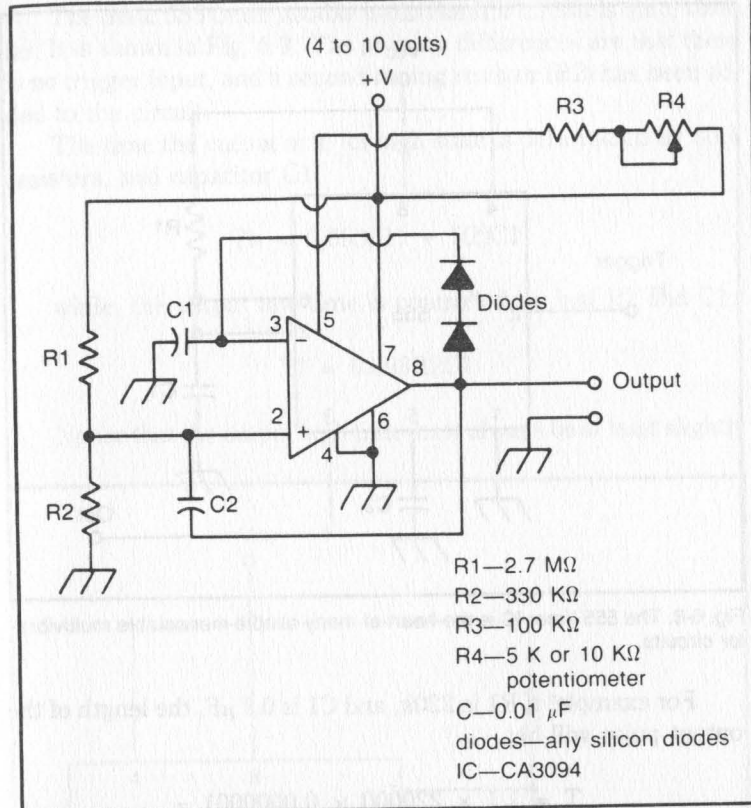 (4 to 10 volts)
+V
R3
R4
Diodes
C1
3
−
5
7
8
R1
Output
2
+
4
6
C2
R2
R1—2.7 MΩ
R2—330 KΩ
R3—100 KΩ
R4—5 K or 10 KΩ
potentiometer
C—0.01 μF
diodes—any silicon diodes
IC—CA3094